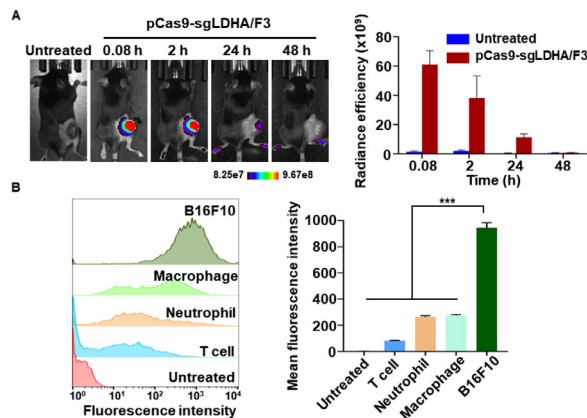 A
pCas9-sgLDHA/F3
Untreated 0.08 h 2 h 24 h 48 h
8.25e7 9.67e8
Radiance efficiency (x10⁹)
80
60
40
20
0
Untreated
pCas9-sgLDHA/F3
0.08 2 24 48
Time (h)
B
B16F10
Macrophage
Neutrophil
T cell
Untreated
10⁰ 10¹ 10² 10³ 10⁴
Fluorescence intensity
Mean fluorescence intensity
1000
800
600
400
200
0
***
Untreated
T cell
Neutrophil
Macrophage
B16F10